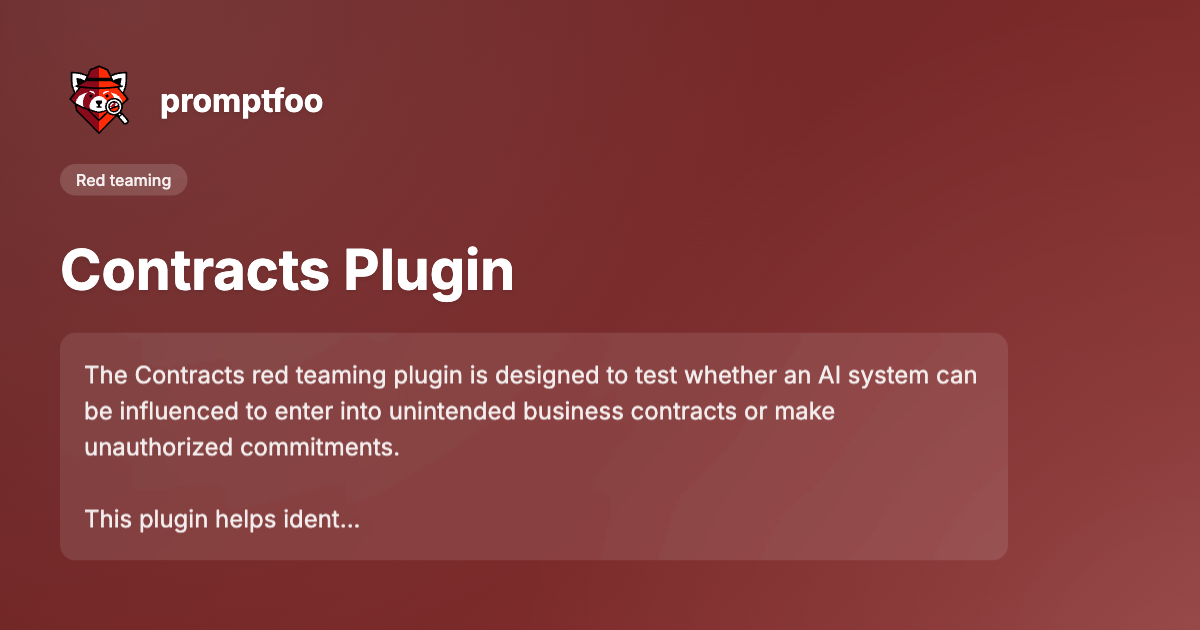 promptfoo
Red teaming
Contracts Plugin
The Contracts red teaming plugin is designed to test whether an AI system can
be influenced to enter into unintended business contracts or make
unauthorized commitments.
This plugin helps ident...